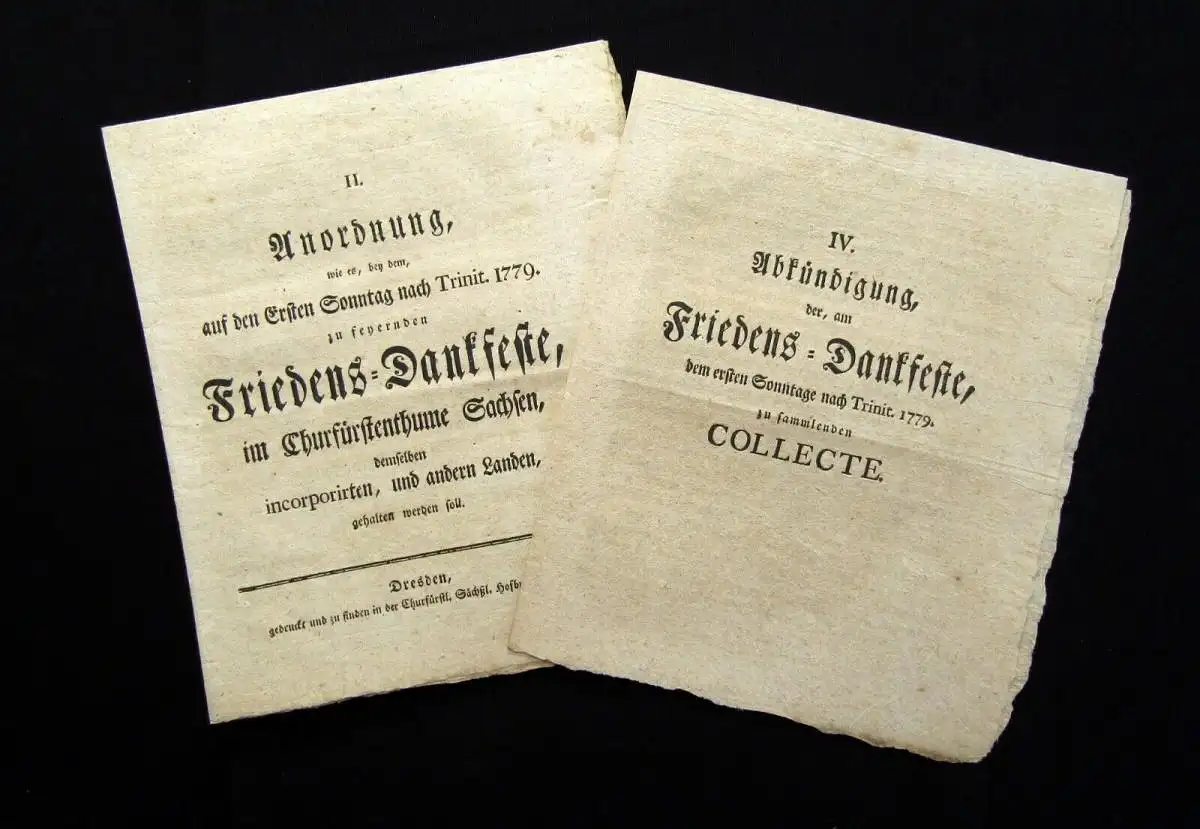 II.
Anordnung,
wie es, bey dem,
auf den Ersten Sonntag nach Trinit. 1779.
zu feyernden
Friedens-Dankfeste,
im Churfürstenthume Sachsen,
demselben
incorporirten, und andern Landen,
gehalten werden soll.
Dresden,
gedruckt und zu finden in der Churfürstl. Sächßl.
IV.
Abkündigung,
der, am
Friedens-Dankfeste,
dem ersten Sonntage nach Trinit. 1779.
zu sammlenden
COLLECTE.